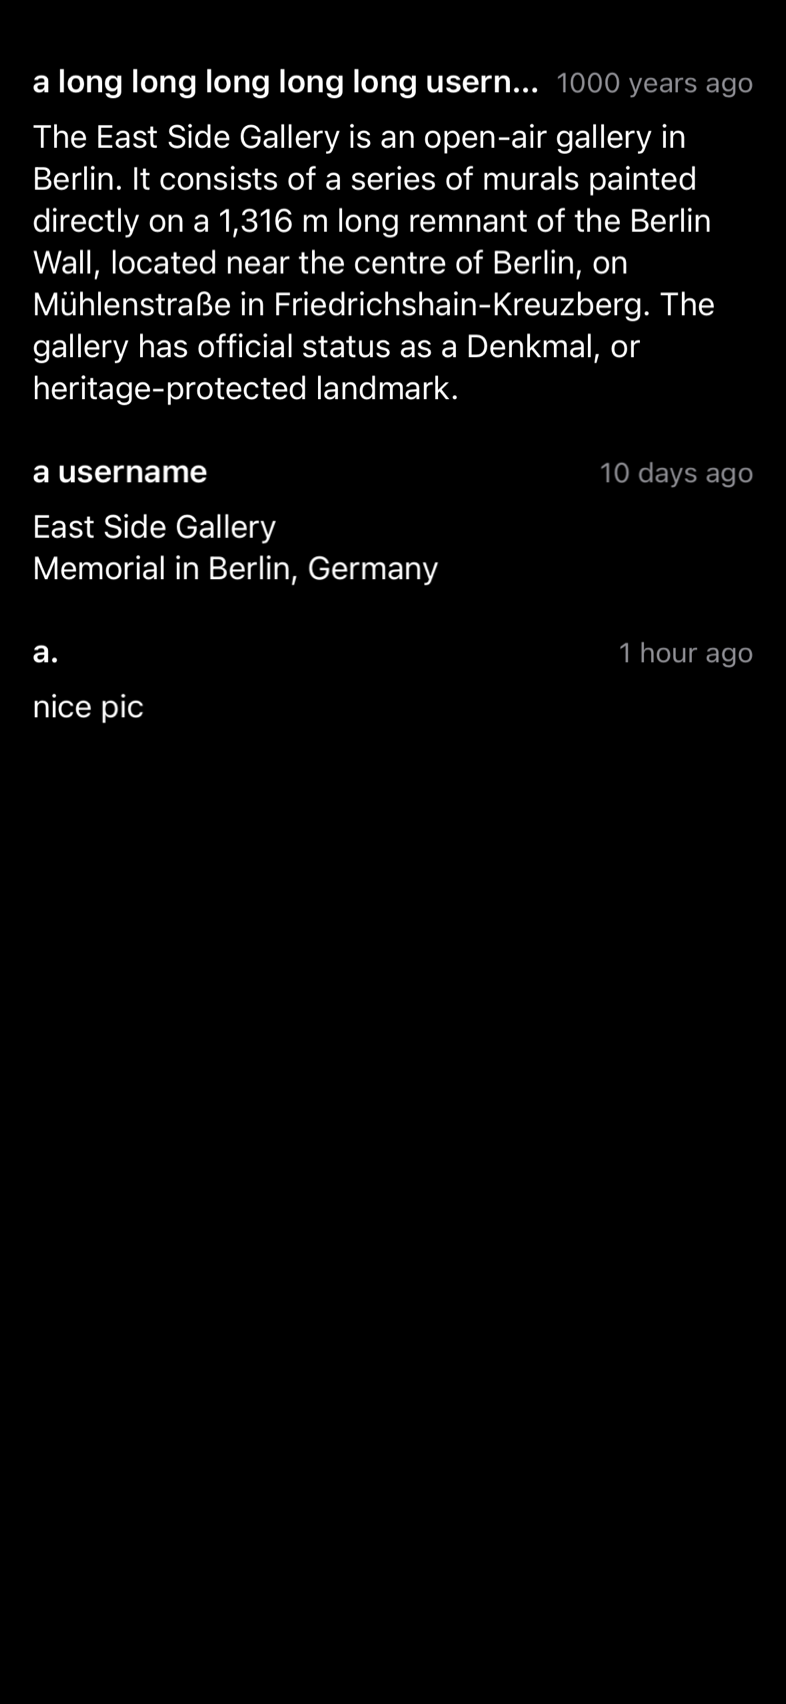 a long long long long long usern... 1000 years ago
The East Side Gallery is an open-air gallery in
Berlin. It consists of a series of murals painted
directly on a 1,316 m long remnant of the Berlin
Wall, located near the centre of Berlin, on
Mühlenstraße in Friedrichshain-Kreuzberg. The
gallery has official status as a Denkmal, or
heritage-protected landmark.
a username 10 days ago
East Side Gallery
Memorial in Berlin, Germany
a. 1 hour ago
nice pic